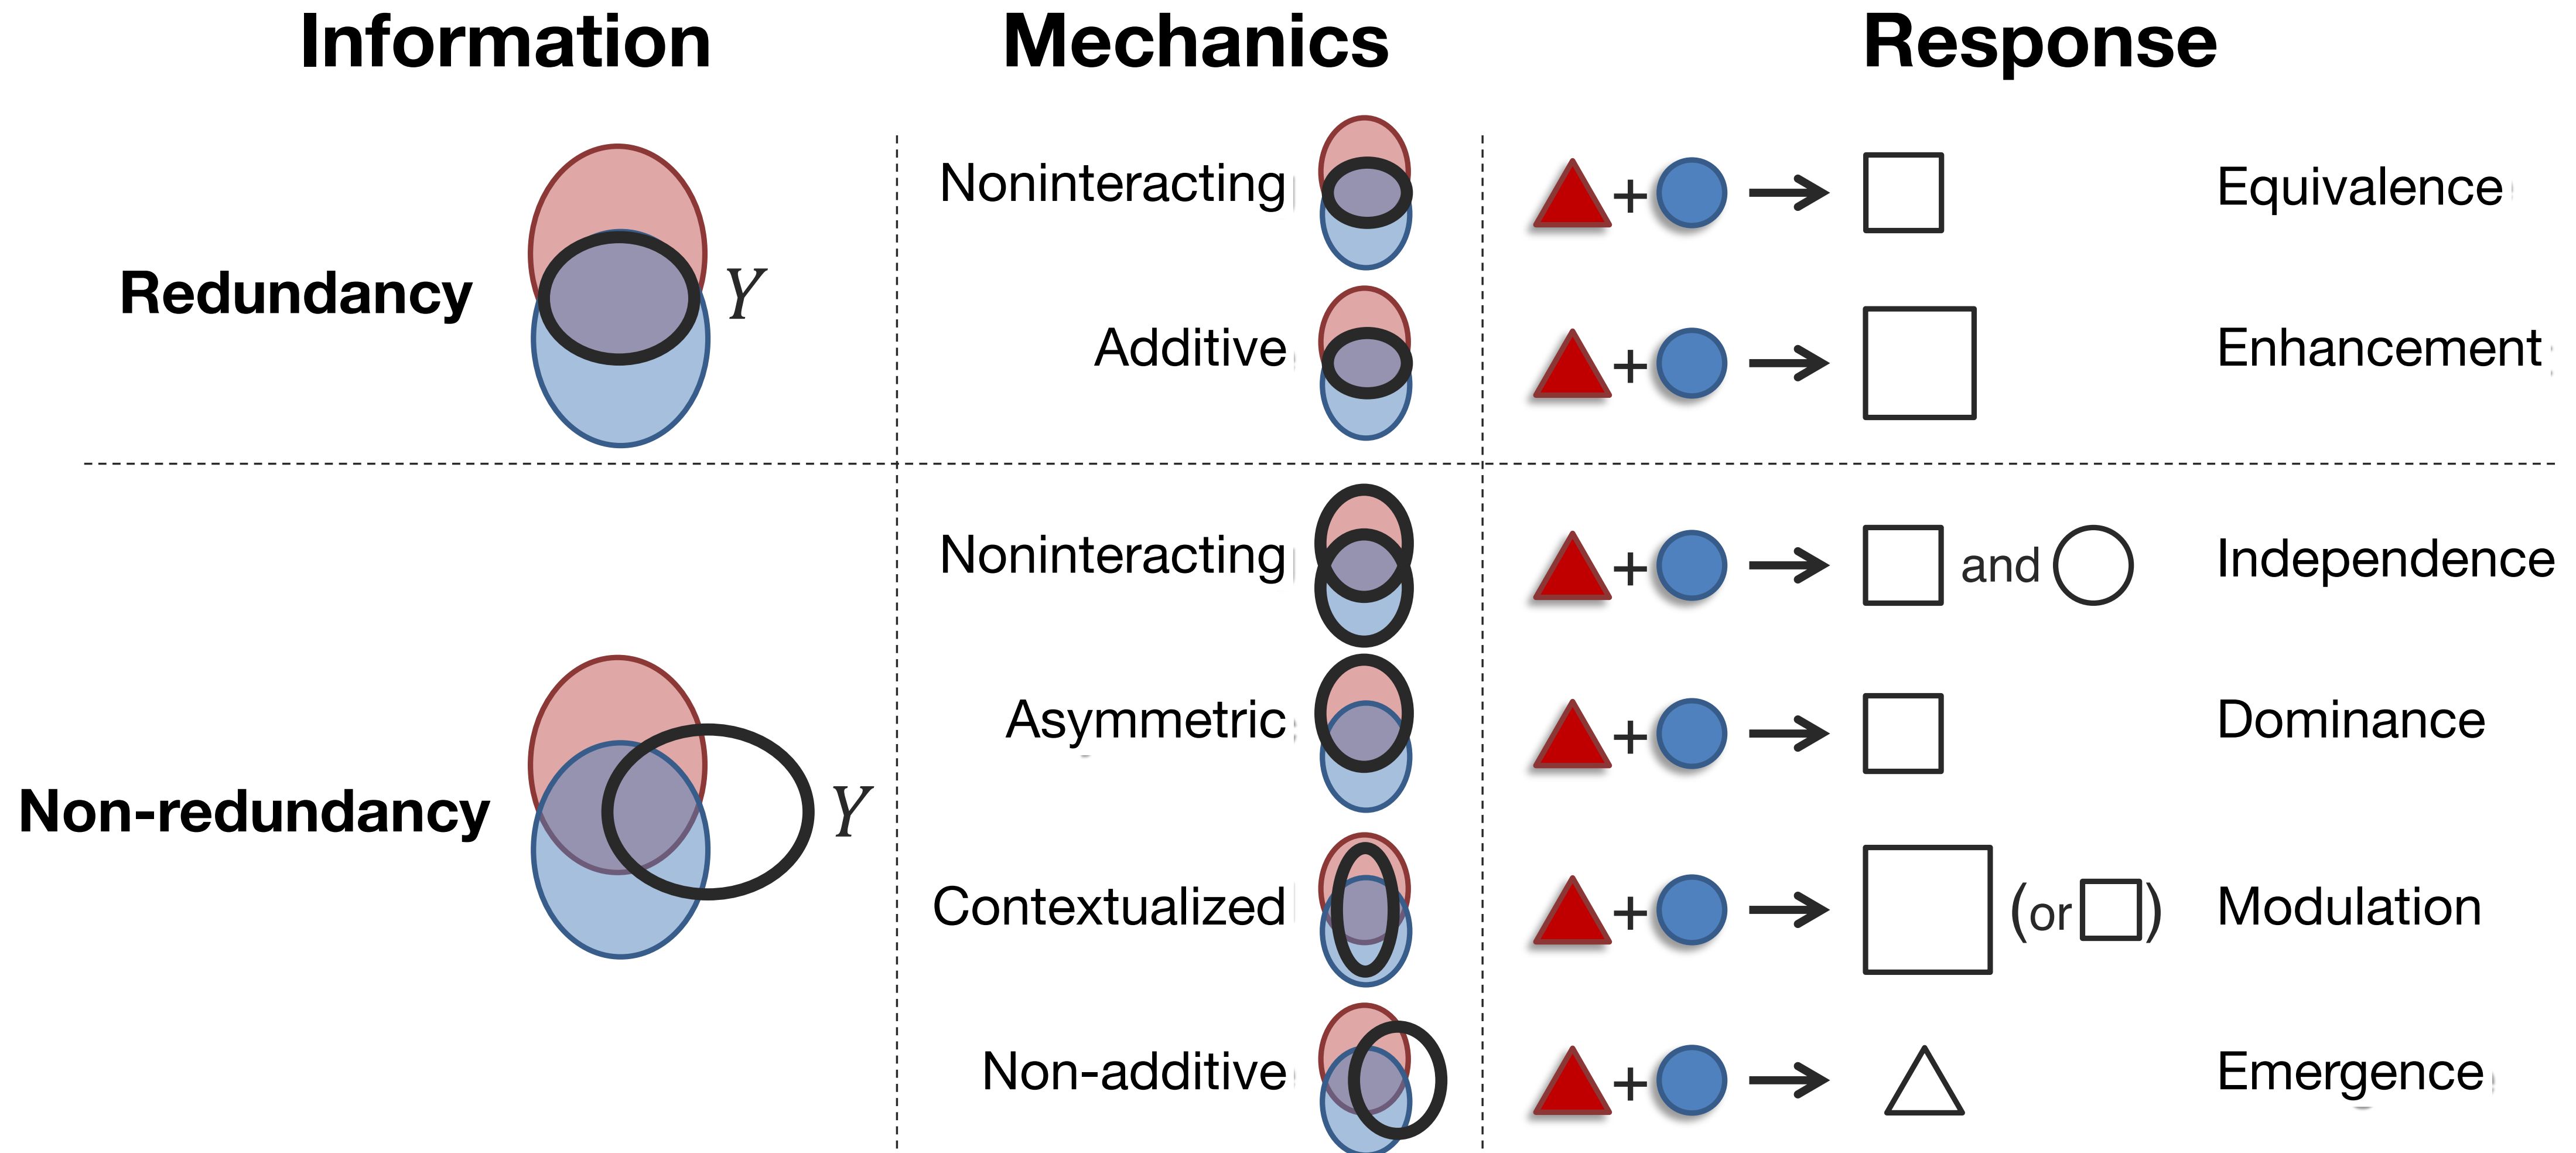 Information Mechanics Response
Noninteracting + → Equivalence
Redundancy Y
Additive + → Enhancement
Noninteracting + → and Independence
Asymmetric + → Dominance
Non-redundancy Y
Contextualized + → (or ) Modulation
Non-additive + → Emergence